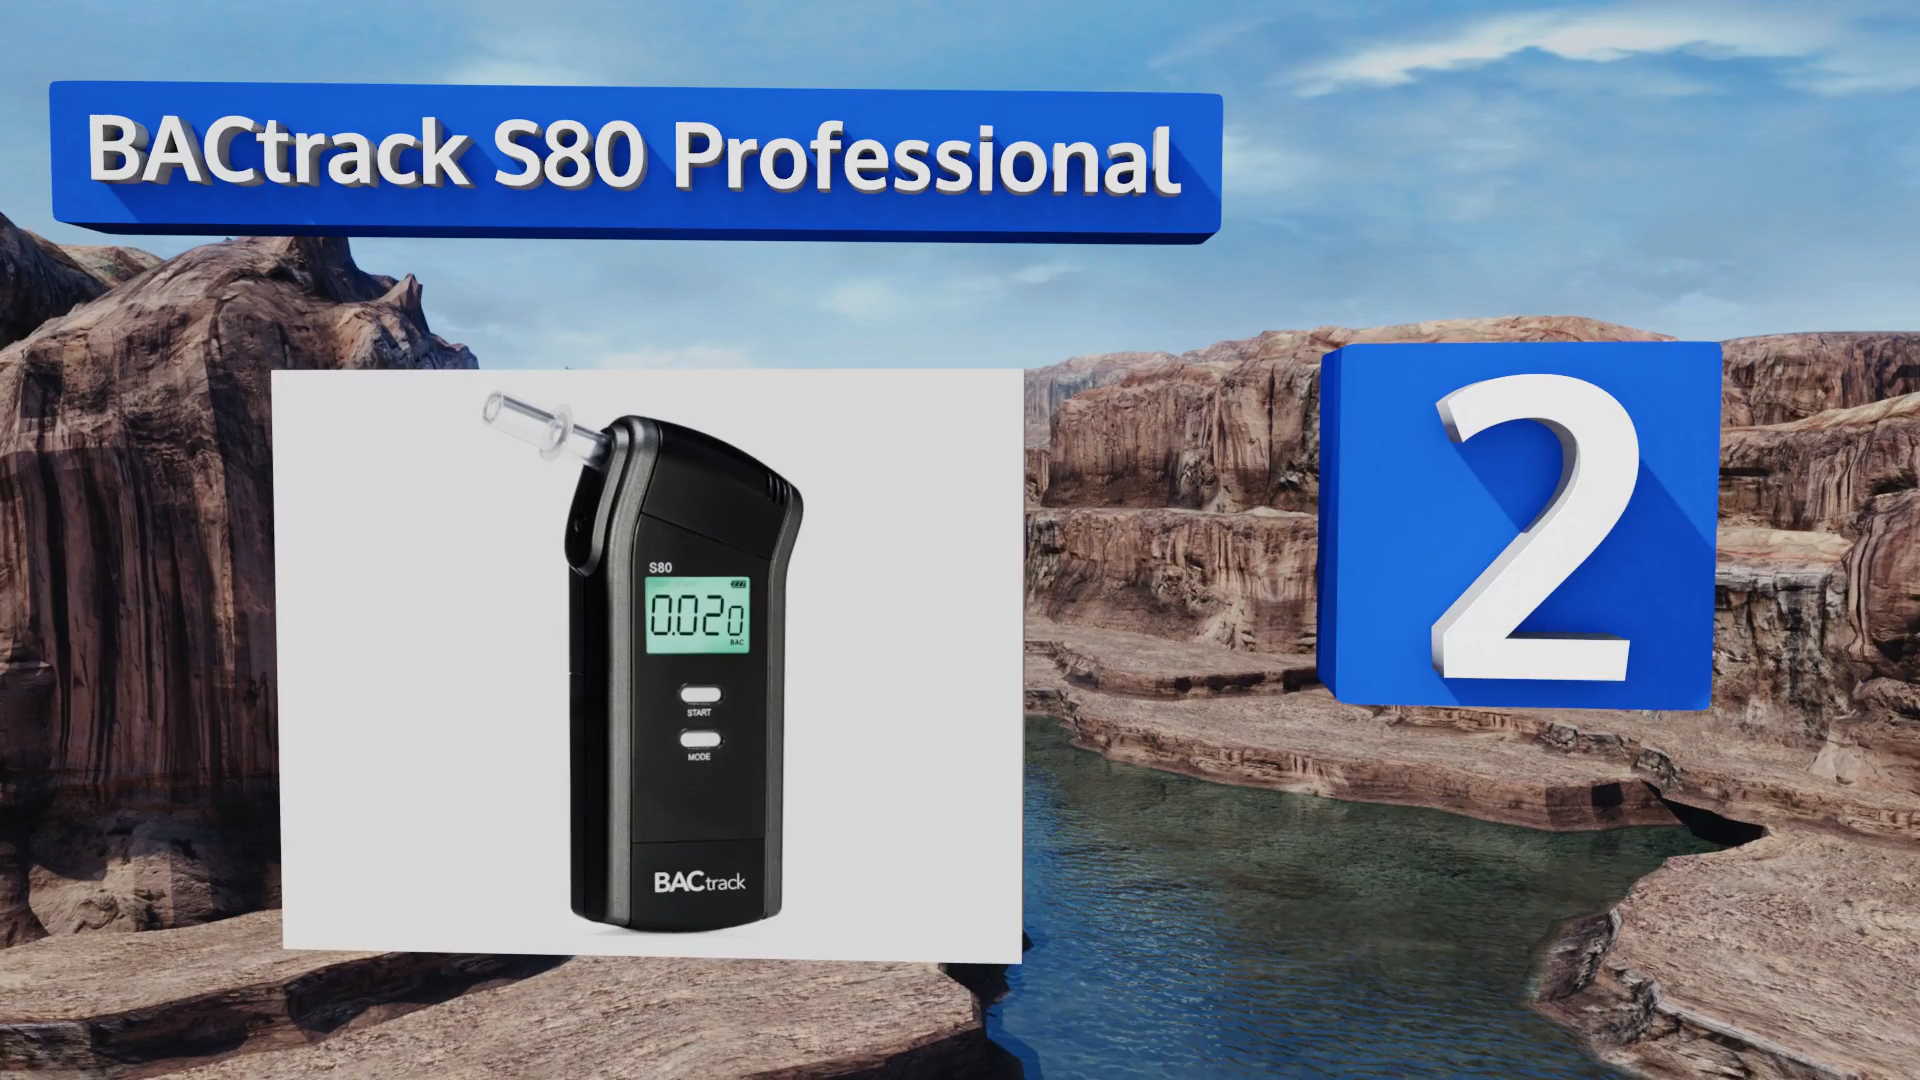 BACtrack S80 Professional
2
S80
0.020
BAC
START
MODE
BACtrack